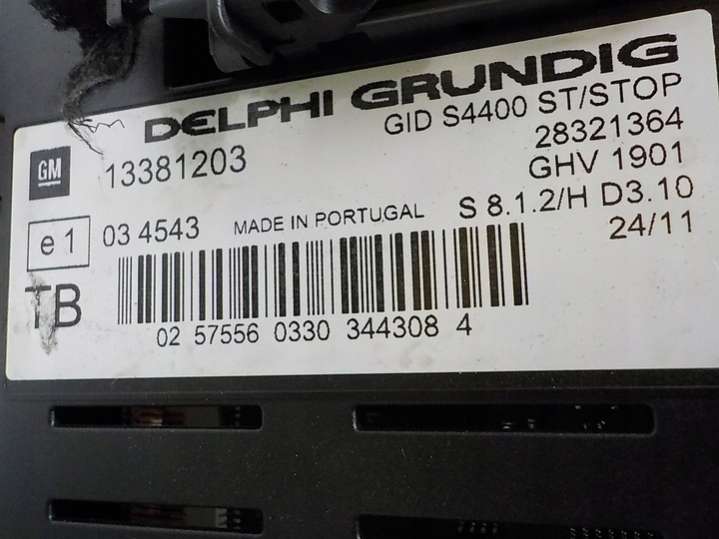 DELPHI GRUNDIG
GID S4400 ST/STOP
GM
13381203
28321364
GHV 1901
e 1
03 4543
MADE IN PORTUGAL
S 8.1.2/H D3.10
24/11
TB
02 57556 0330 344308 4